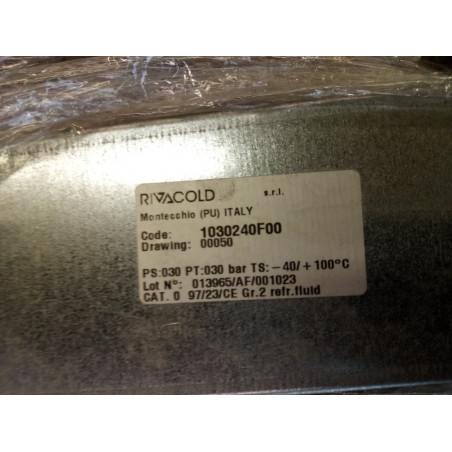 RIVACOLD s.r.l.
Montecchio (PU) ITALY
Code: 1030240F00
Drawing: 00050
PS:030 PT:030 bar TS: -40/+100°C
Lot N°: 013965/AF/001023
CAT. 0 97/23/CE Gr.2 refr.fluid